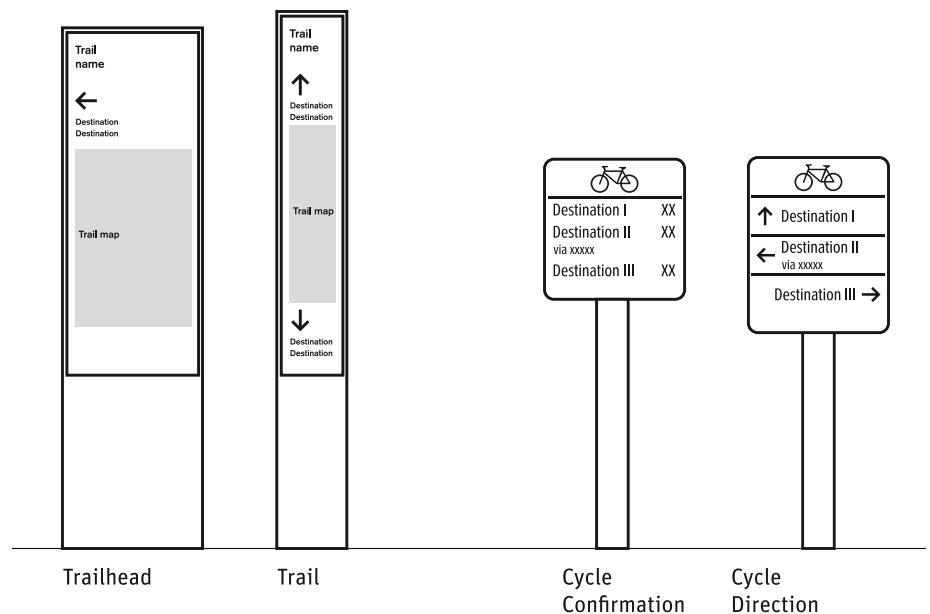 Trail
name
Destination
Destination
Trail map
Trail
name
Destination
Destination
Trail map
Destination
Destination
Destination I XX
Destination II XX
via xxxxx
Destination III XX
Destination I
Destination II
via xxxxx
Destination III
Trailhead
Trail
Cycle
Confirmation
Cycle
Direction